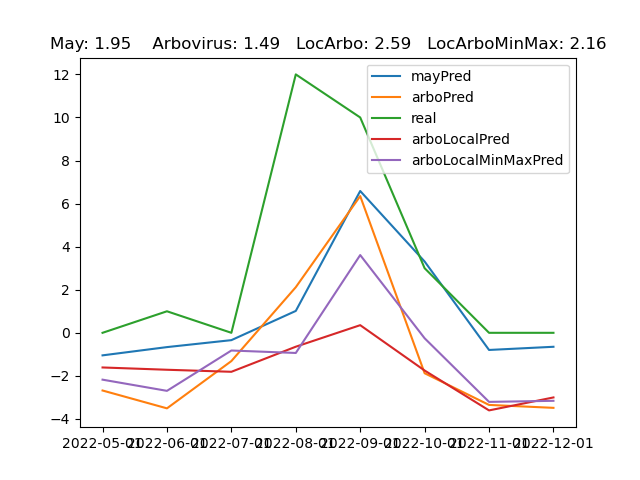 May: 1.95 Arbovirus: 1.49 LocArbo: 2.59 LocArboMinMax: 2.16
mayPred
arboPred
real
arboLocalPred
arboLocalMinMaxPred
12
10
8
6
4
2
0
−2
−4
2022-05-01 2022-06-01 2022-07-01 2022-08-01 2022-09-01 2022-10-01 2022-11-01 2022-12-01